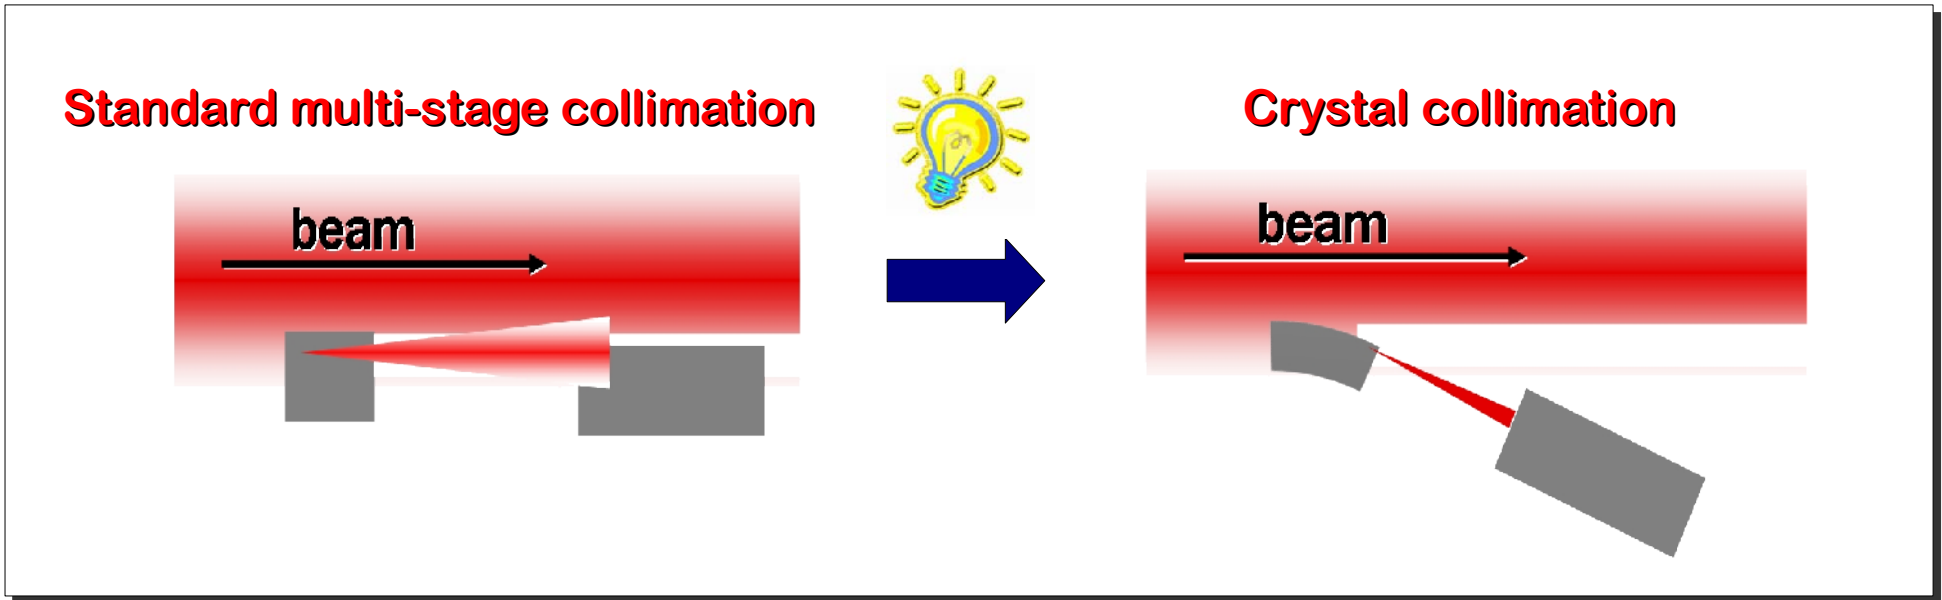 Standard multi-stage collimation
Crystal collimation
beam
beam